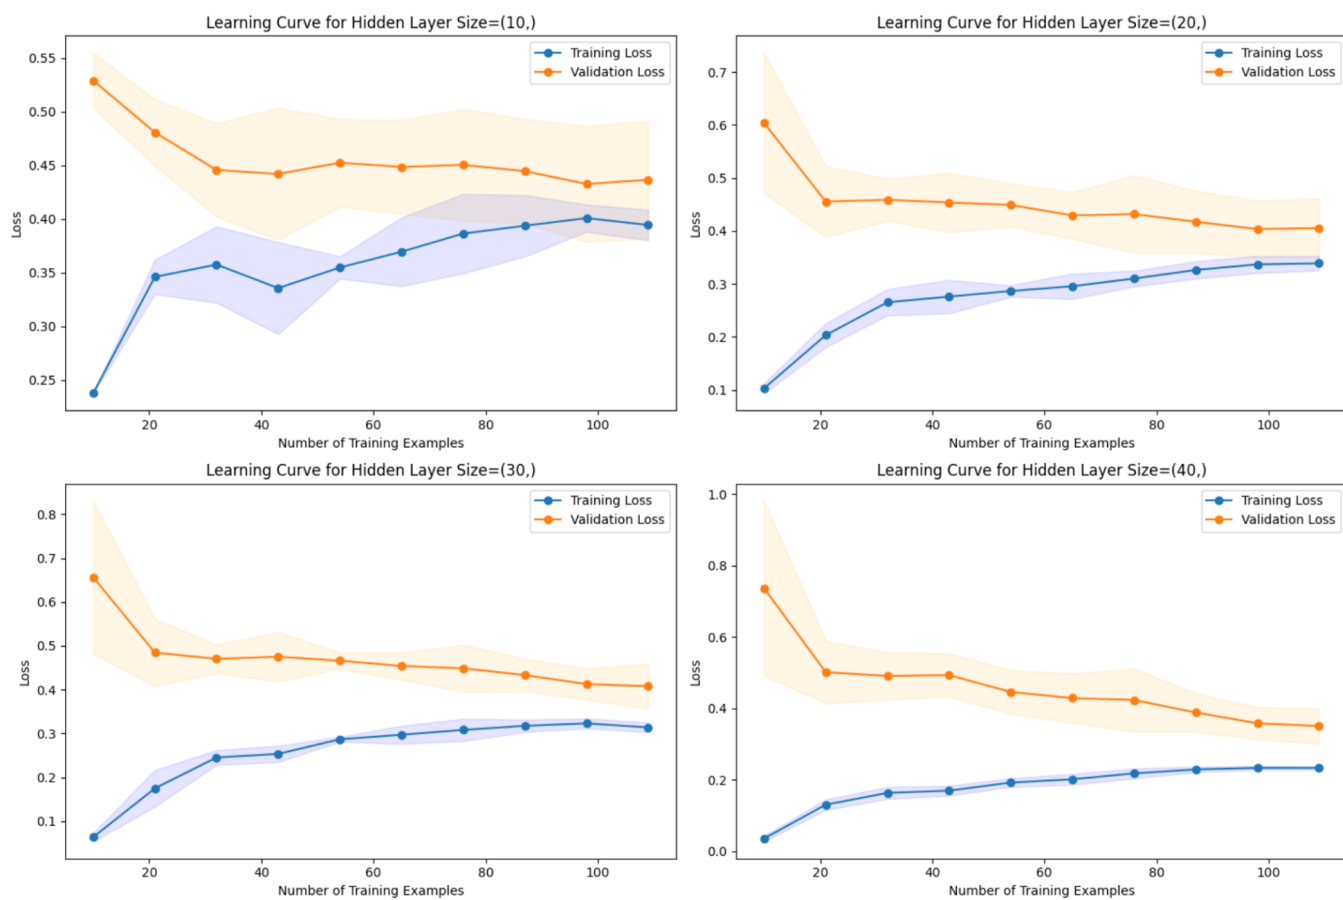 Learning Curve for Hidden Layer Size=(10,)
Training Loss
Validation Loss
0.55
0.50
0.45
0.40
0.35
0.30
0.25
Loss
20
40
60
80
100
Number of Training Examples
Learning Curve for Hidden Layer Size=(20,)
Training Loss
Validation Loss
0.7
0.6
0.5
0.4
0.3
0.2
0.1
Loss
20
40
60
80
100
Number of Training Examples
Learning Curve for Hidden Layer Size=(30,)
Training Loss
Validation Loss
0.8
0.7
0.6
0.5
0.4
0.3
0.2
0.1
Loss
20
40
60
80
100
Number of Training Examples
Learning Curve for Hidden Layer Size=(40,)
Training Loss
Validation Loss
1.0
0.8
0.6
0.4
0.2
0.0
Loss
20
40
60
80
100
Number of Training Examples